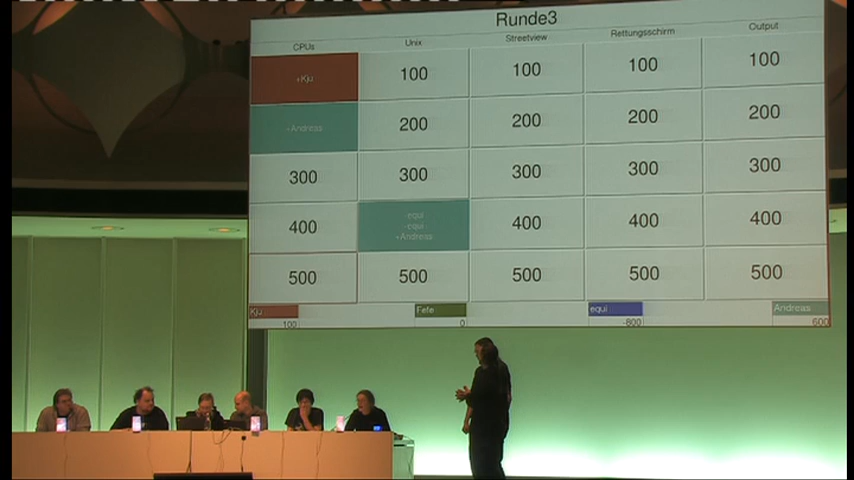 Runde3
CPUs Unix Streetview Rettungsschirm Output
+Kju 100 100 100 100
+Andreas 200 200 200 200
300 300 300 300 300
400 equi 400 400 400
-equi
+Andreas
500 500 500 500 500
Kju Fefe equi Andreas
100 0 -800 600